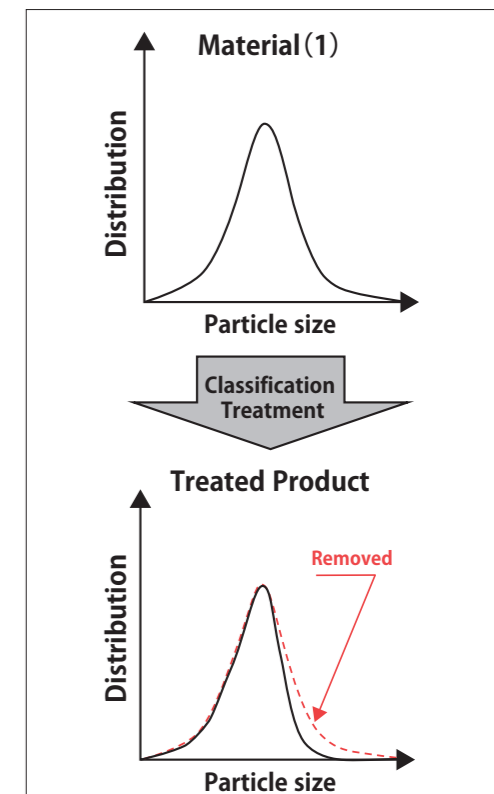 Material（1）
Distribution
Particle size
Classification
Treatment
Treated Product
Removed
Distribution
Particle size